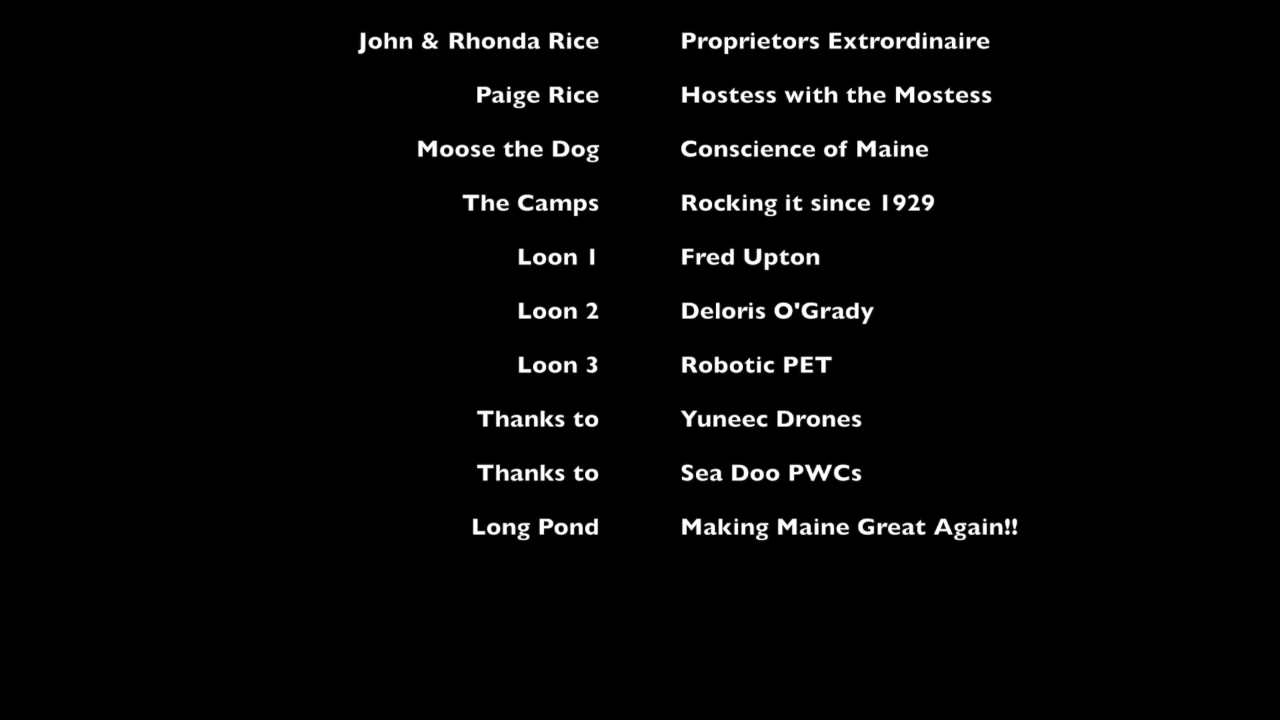 John & Rhonda Rice Proprietors Extrordinaire
Paige Rice Hostess with the Mostess
Moose the Dog Conscience of Maine
The Camps Rocking it since 1929
Loon 1 Fred Upton
Loon 2 Deloris O'Grady
Loon 3 Robotic PET
Thanks to Yuneec Drones
Thanks to Sea Doo PWCs
Long Pond Making Maine Great Again!!